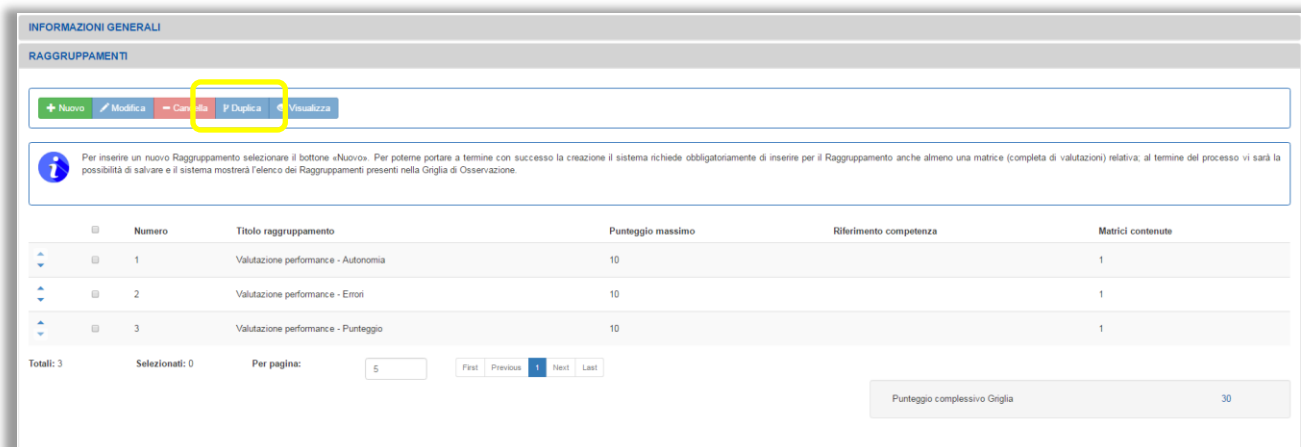 INFORMAZIONI GENERALI
RAGGRUPPAMENTI
Nuovo Modifica Cancella Duplica Visualizza
Per inserire un nuovo Raggruppamento selezionare il bottone «Nuovo». Per poterne portare a termine con successo la creazione il sistema richiede obbligatoriamente di inserire per il Raggruppamento anche almeno una matrice (completa di valutazioni) relativa; al termine del processo vi sarà la
possibilità di salvare e il sistema mostrerà l'elenco dei Raggruppamenti presenti nella Griglia di Osservazione.
Numero Titolo raggruppamento Punteggio massimo Riferimento competenza Matrici contenute
1 Valutazione performance - Autonomia 10 1
2 Valutazione performance - Errori 10 1
3 Valutazione performance - Punteggio 10 1
Totali: 3 Selezionati: 0 Per pagina: 5 First Previous 1 Next Last
Punteggio complessivo Griglia 30